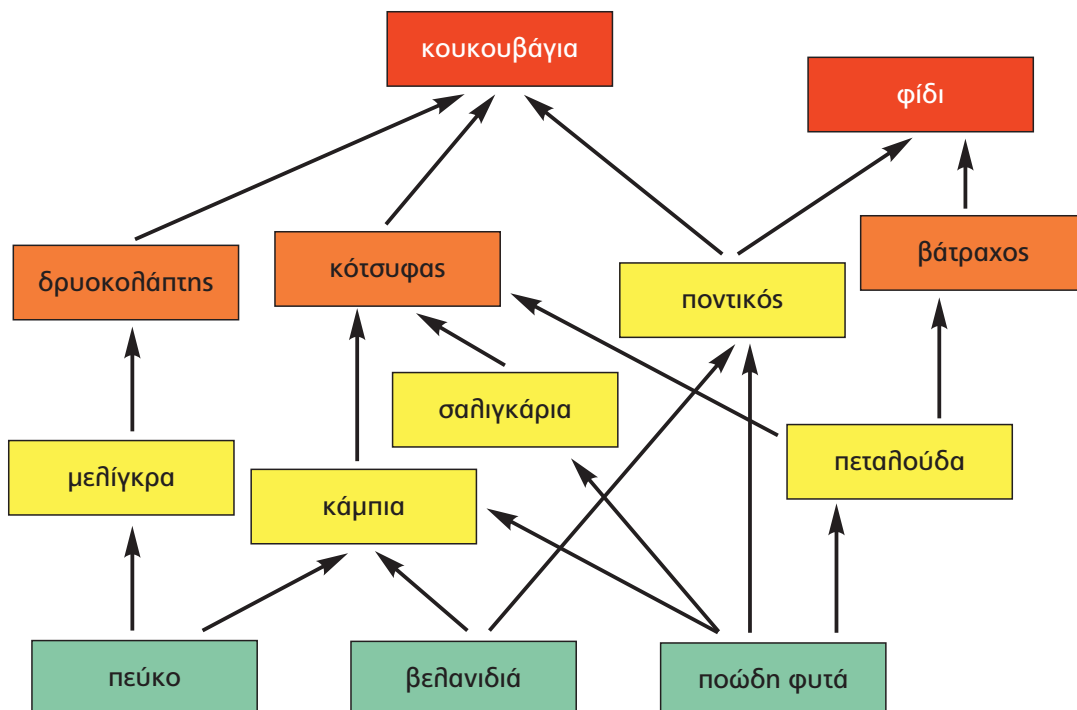 κουκουβάγια
φίδι
δρυοκολάπτης
κότσυφας
ποντικός
βάτραχος
σαλιγκάρια
μελίγκρα
κάμπια
πεταλούδα
πεύκο
βελανιδιά
ποώδη φυτά